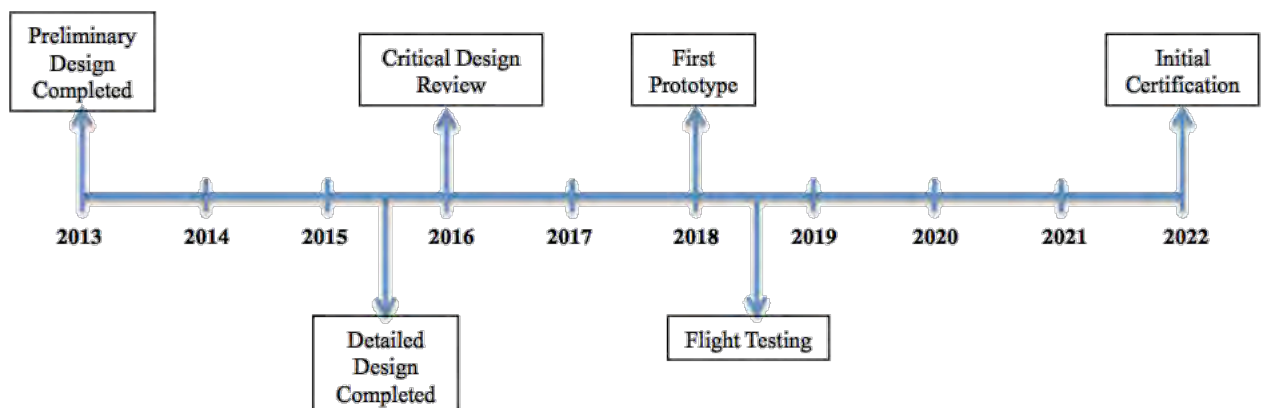 Preliminary
Design
Completed
Critical Design
Review
First
Prototype
Initial
Certification
2013 2014 2015 2016 2017 2018 2019 2020 2021 2022
Detailed
Design
Completed
Flight Testing